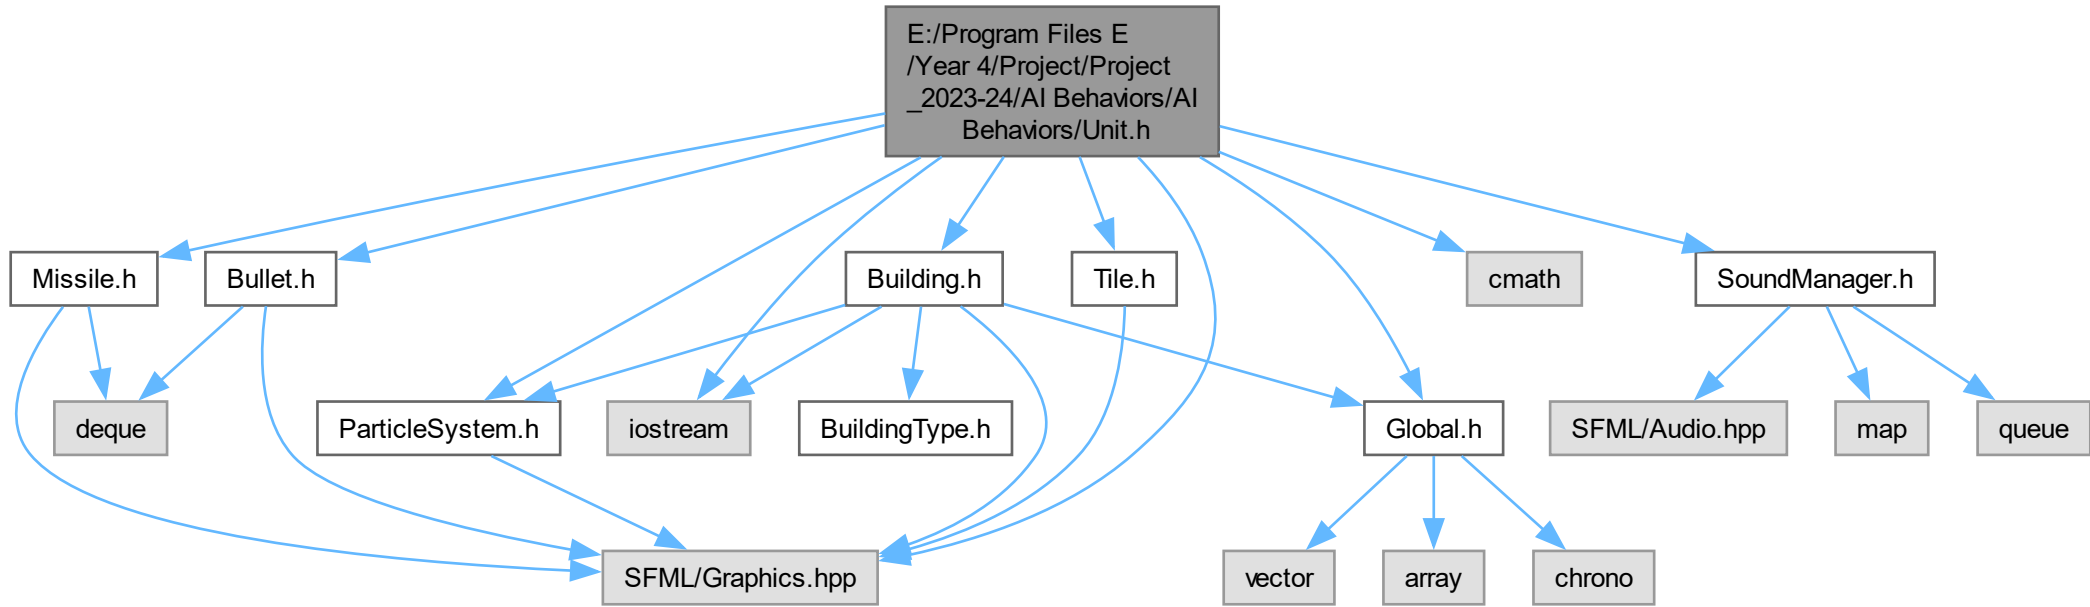 E:/Program Files E
/Year 4/Project/Project
_2023-24/AI Behaviors/AI
Behaviors/Unit.h
Missile.h
Bullet.h
Building.h
Tile.h
cmath
SoundManager.h
deque
ParticleSystem.h
iostream
BuildingType.h
Global.h
SFML/Audio.hpp
map
queue
SFML/Graphics.hpp
vector
array
chrono